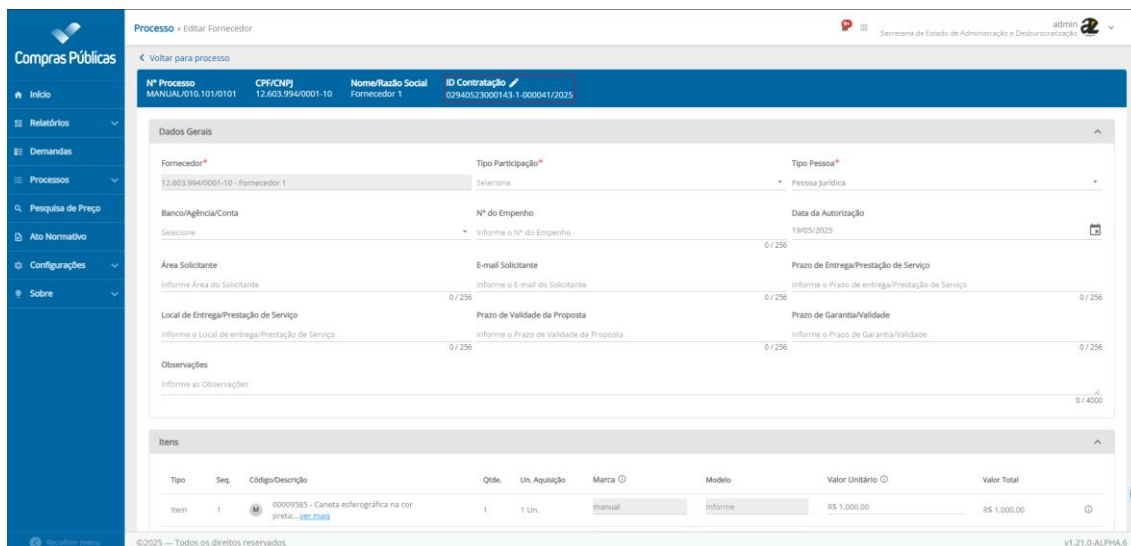 Compras Públicas
Início
Relatórios
Demandas
Processos
Pesquisa de Preço
Ato Normativo
Configurações
Sobre
Recolher menu
Processo » Editar Fornecedor
admin
Secretaria de Estado de Administração e Desburocratização
Voltar para processo
Nº Processo CPF/CNPJ Nome/Razão Social ID Contratação
MANUAL/010.101/0101 12.603.994/0001-10 Fornecedor 1 02940523000143-1-000041/2025
Dados Gerais
Fornecedor* Tipo Participação* Tipo Pessoa*
12.603.994/0001-10 - Fornecedor 1 Selecione Pessoa Jurídica
Banco/Agência/Conta Nº do Empenho Data da Autorização
Selecione Informe o Nº do Empenho 19/05/2025
0 / 256
Área Solicitante E-mail Solicitante Prazo de Entrega/Prestação de Serviço
Informe Área do Solicitante Informe o E-mail do Solicitante Informe o Prazo de entrega/Prestação de Serviço
0 / 256 0 / 256 0 / 256
Local de Entrega/Prestação de Serviço Prazo de Validade da Proposta Prazo de Garantia/Validade
Informe o Local de entrega/Prestação de Serviço Informe o Prazo de Validade da Proposta Informe o Prazo de Garantia/Validade
0 / 256 0 / 256 0 / 256
Observações
Informe as Observações
0 / 4000
Itens
Tipo Seq. Código/Descrição Qtde. Un. Aquisição Marca Modelo Valor Unitário Valor Total
Item 1 M 00009585 - Caneta esferográfica na cor 1 1 Un. manual Informe R$ 1.000,00 R$ 1.000,00
preta:...ver mais
©2025 — Todos os direitos reservados v1.21.0-ALPHA.6